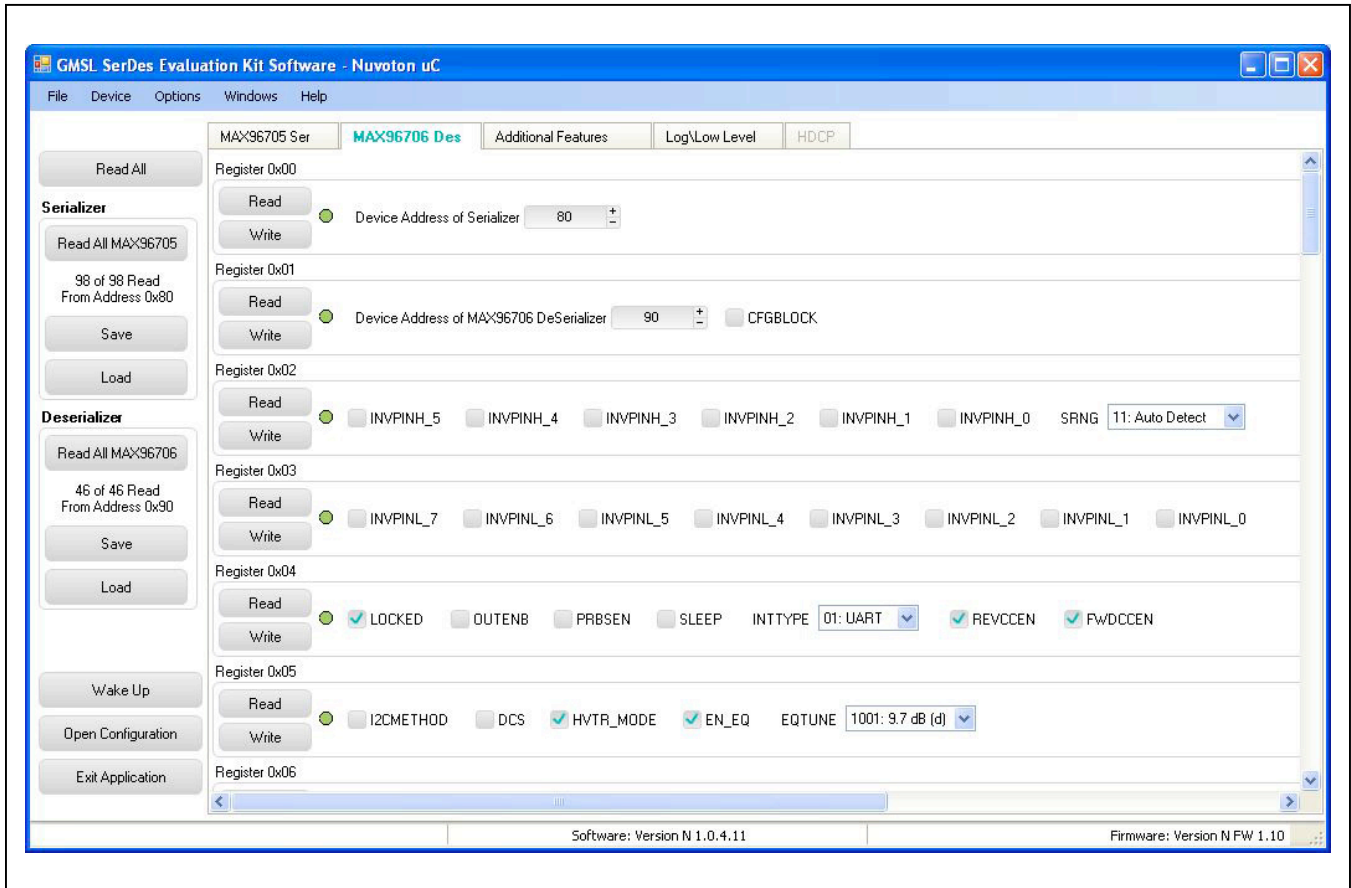 GMSL SerDes Evaluation Kit Software - Nuvoton uC
File Device Options Windows Help
MAX96705 Ser MAX96706 Des Additional Features Log\Low Level HDCP
Read All
Serializer
Read All MAX96705
98 of 98 Read
From Address 0x80
Save
Load
Deserializer
Read All MAX96706
46 of 46 Read
From Address 0x90
Save
Load
Wake Up
Open Configuration
Exit Application
Register 0x00
Read
Write
Device Address of Serializer 80 + -
Register 0x01
Read
Write
Device Address of MAX96706 DeSerializer 90 + - CFGBLOCK
Register 0x02
Read
Write
INVPINH_5 INVPINH_4 INVPINH_3 INVPINH_2 INVPINH_1 INVPINH_0 SRNG 11: Auto Detect
Register 0x03
Read
Write
INVPINL_7 INVPINL_6 INVPINL_5 INVPINL_4 INVPINL_3 INVPINL_2 INVPINL_1 INVPINL_0
Register 0x04
Read
Write
LOCKED OUTENB PRBSEN SLEEP INTTYPE 01: UART REVCCEN FWDCCEN
Register 0x05
Read
Write
I2CMETHOD DCS HVTR_MODE EN_EQ EQTUNE 1001: 9.7 dB (d)
Register 0x06
Software: Version N 1.0.4.11 Firmware: Version N FW 1.10